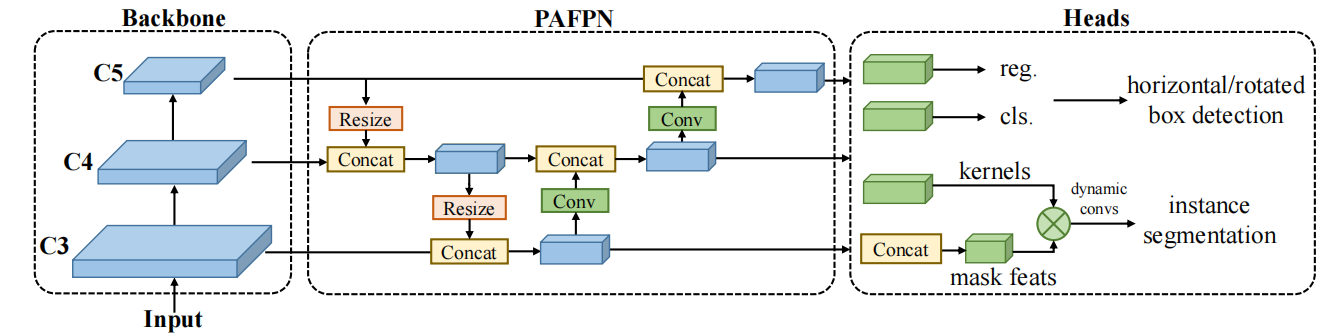 Backbone
PAFPN
Heads
C5
Concat
reg.
Resize
Conv
cls.
horizontal/rotated
box detection
C4
Concat
Concat
kernels
dynamic
convs
Resize
Conv
instance
segmentation
C3
Concat
Concat
mask feats
Input